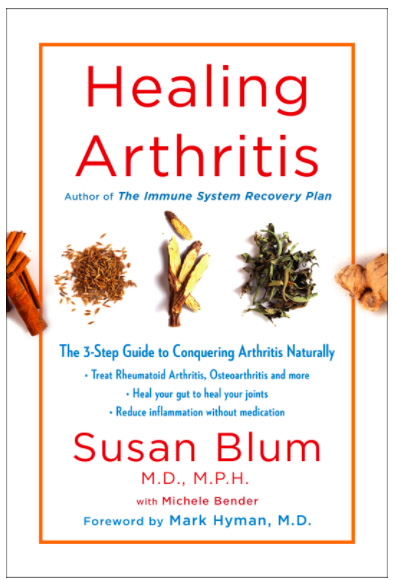 Healing
Arthritis
Author of The Immune System Recovery Plan
The 3-Step Guide to Conquering Arthritis Naturally
• Treat Rheumatoid Arthritis, Osteoarthritis and more
• Heal your gut to heal your joints
• Reduce inflammation without medication
Susan Blum
M.D., M.P.H.
with Michele Bender
Foreword by Mark Hyman, M.D.